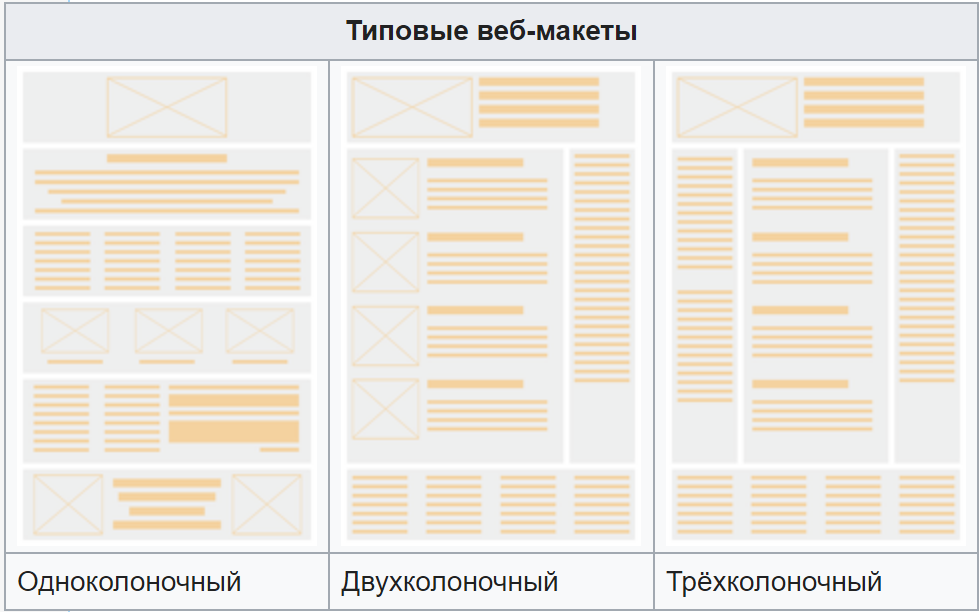 Типовые веб-макеты
Одноколоночный
Двухколоночный
Трёхколоночный